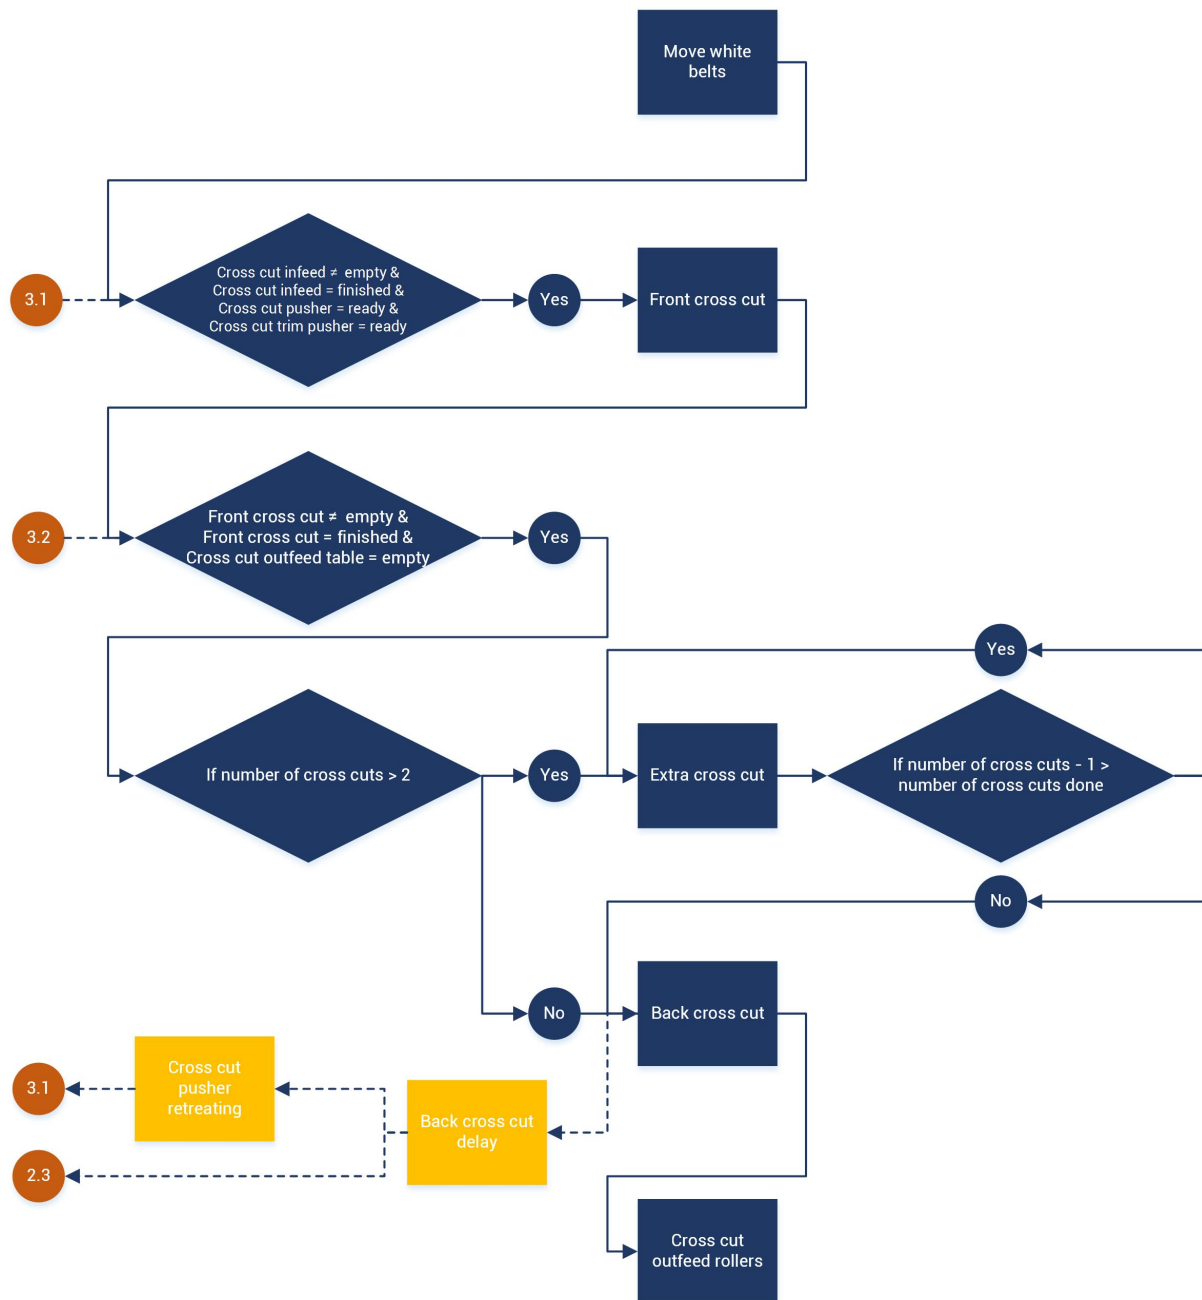 Move white
belts
3.1
Cross cut infeed ≠ empty &
Cross cut infeed = finished &
Cross cut pusher = ready &
Cross cut trim pusher = ready
Yes
Front cross cut
3.2
Front cross cut ≠ empty &
Front cross cut = finished &
Cross cut outfeed table = empty
Yes
Yes
If number of cross cuts > 2
Yes
Extra cross cut
If number of cross cuts - 1 >
number of cross cuts done
No
No
Back cross cut
3.1
Cross cut
pusher
retreating
Back cross cut
delay
2.3
Cross cut
outfeed rollers